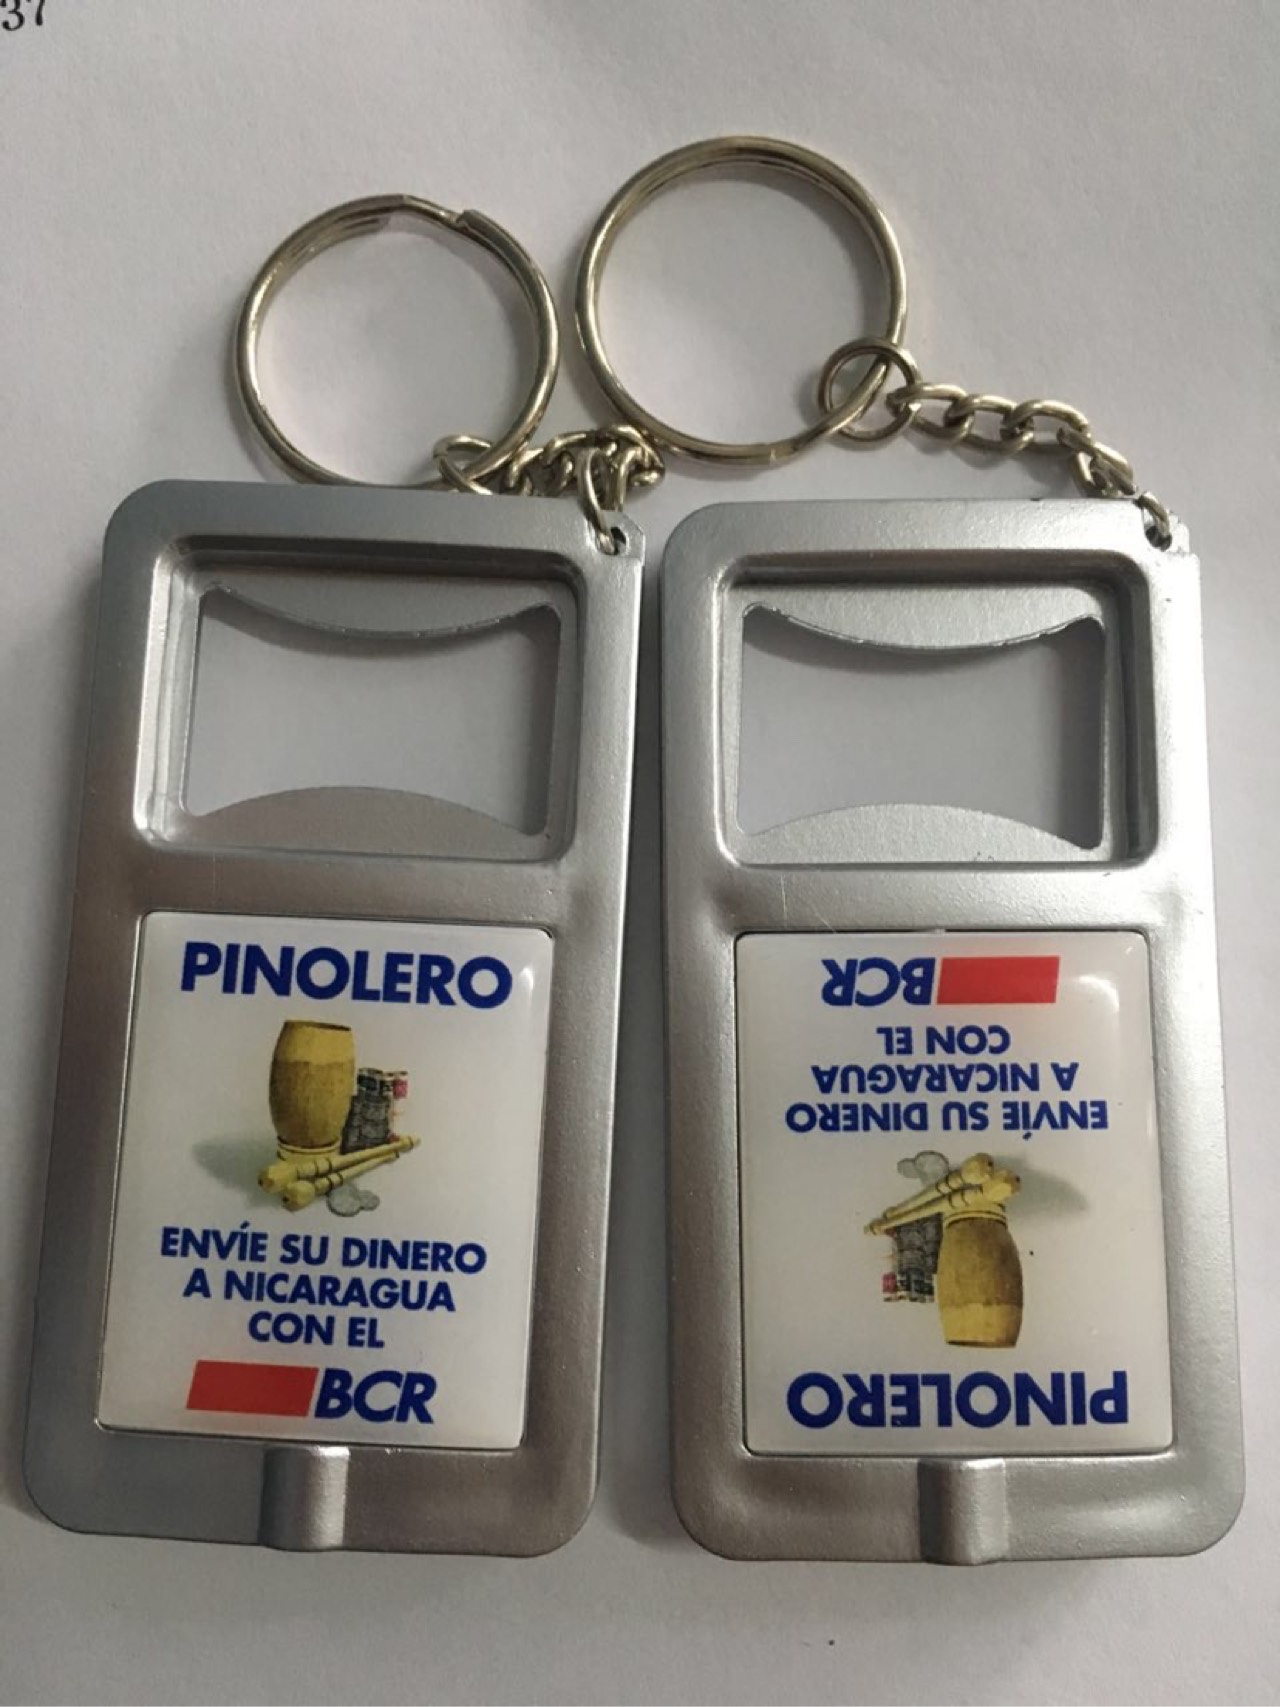 37
PINOLERO
ENVÍE SU DINERO
A NICARAGUA
CON EL
BCR
PINOLERO
ENVÍE SU DINERO
A NICARAGUA
CON EL
BCR